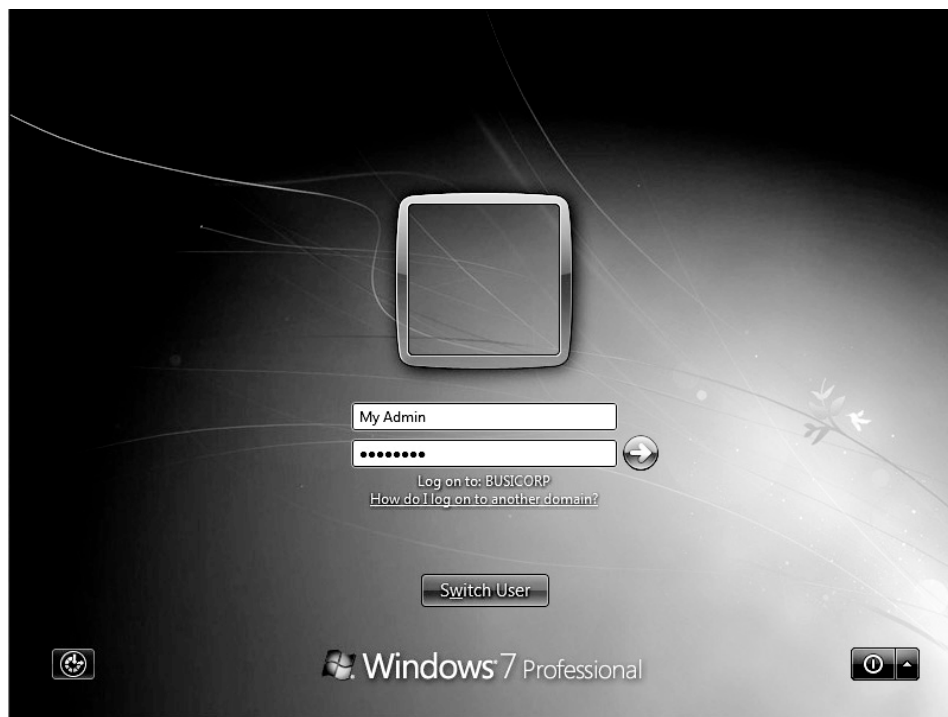 My Admin
••••••••
Log on to: BUSICORP
How do I log on to another domain?
Switch User
Windows 7 Professional